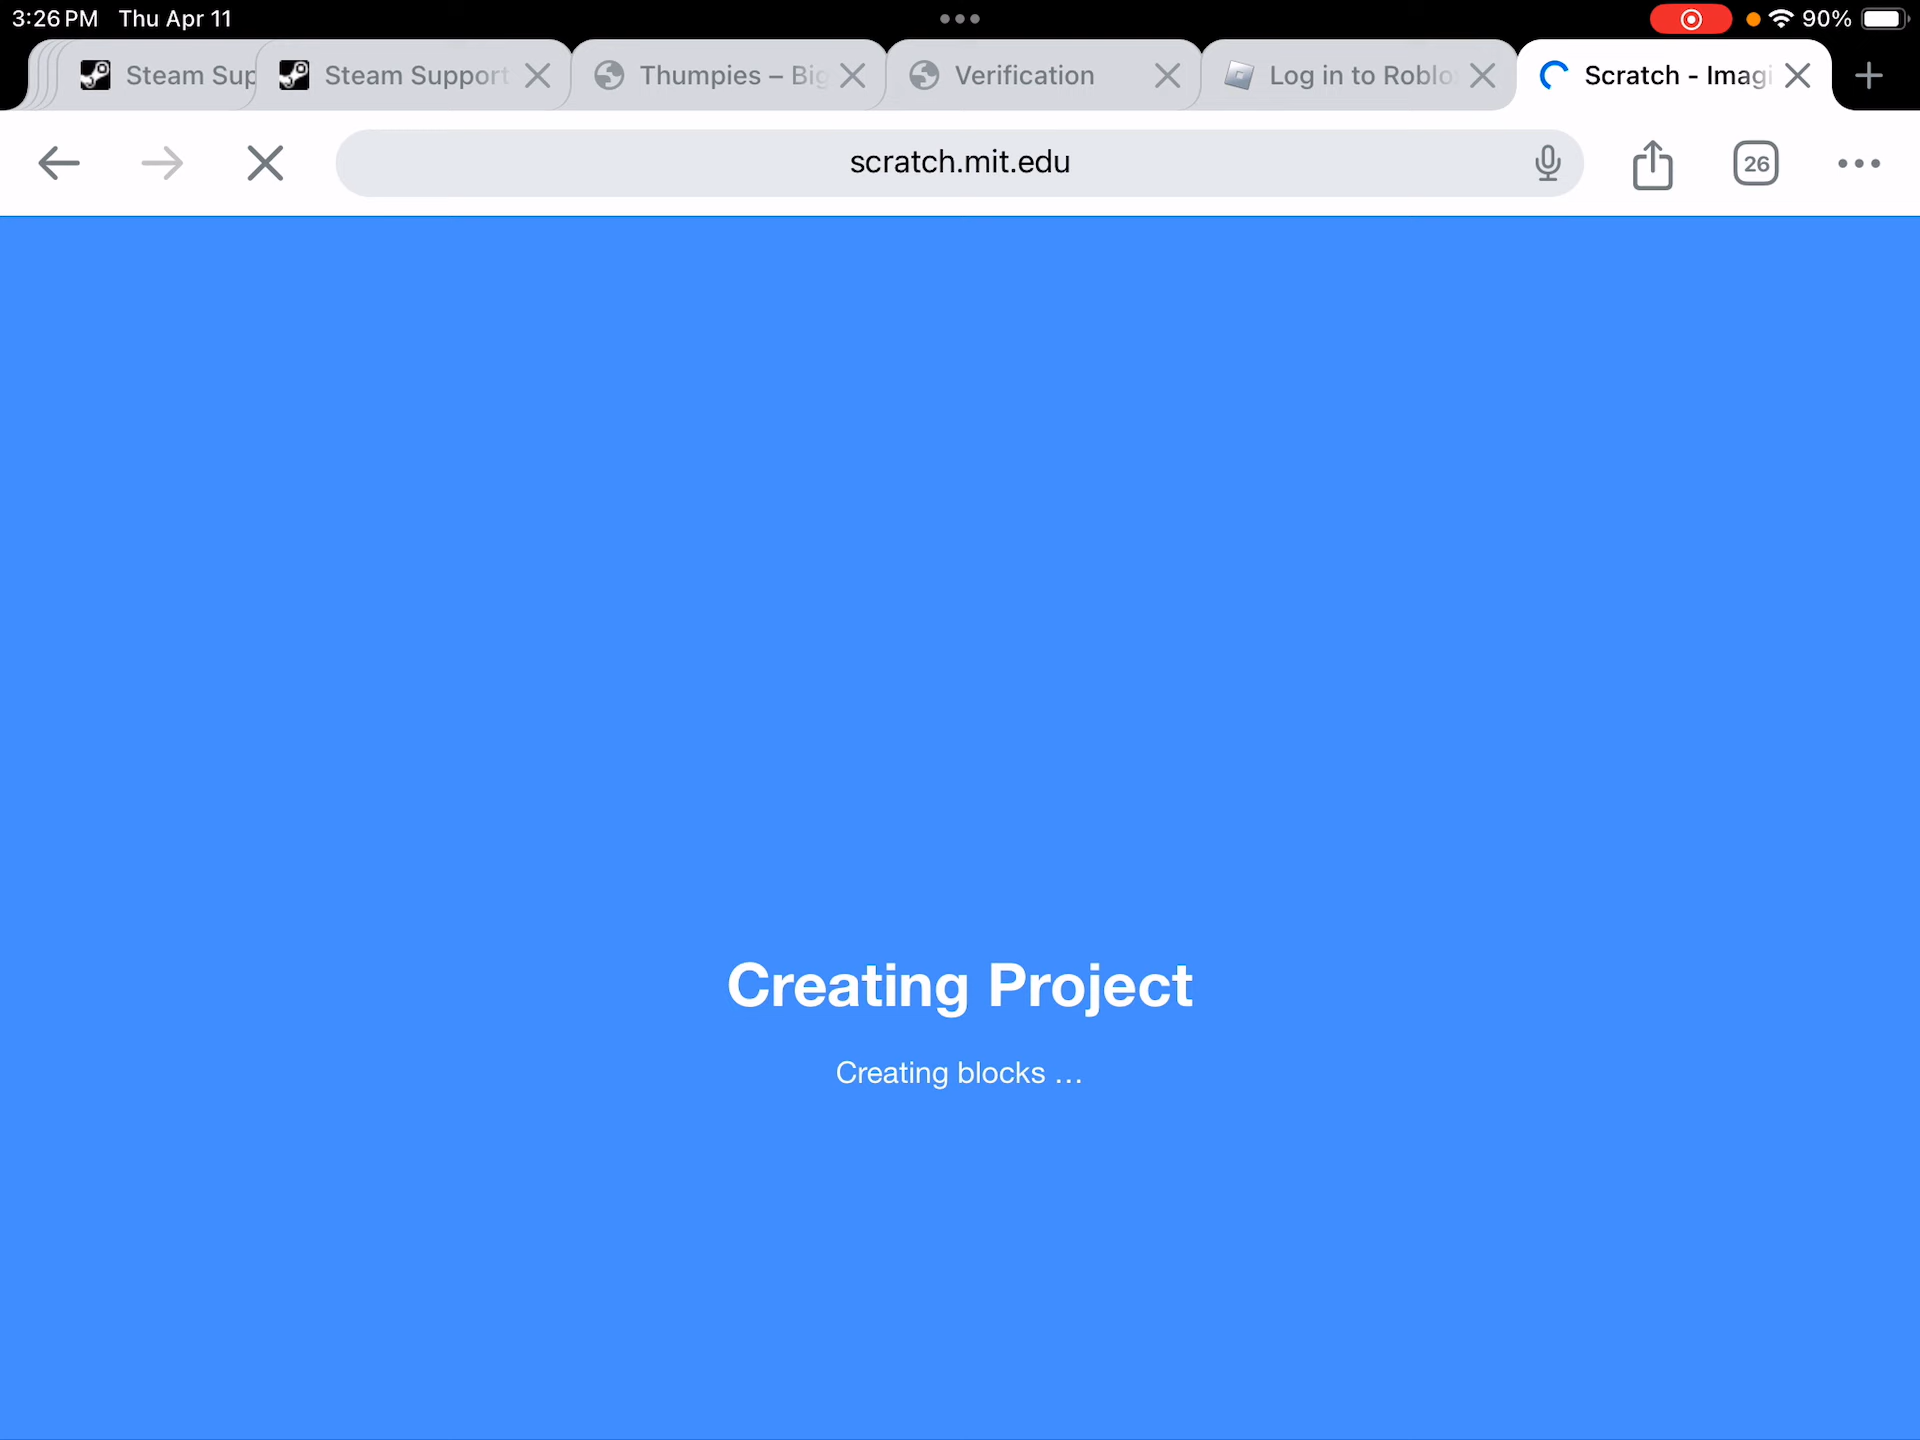 3:26 PM Thu Apr 11
90%
Steam Sup
Steam Support
Thumpies – Big
Verification
Log in to Roblo
Scratch - Imagi
scratch.mit.edu
26
Creating Project
Creating blocks …